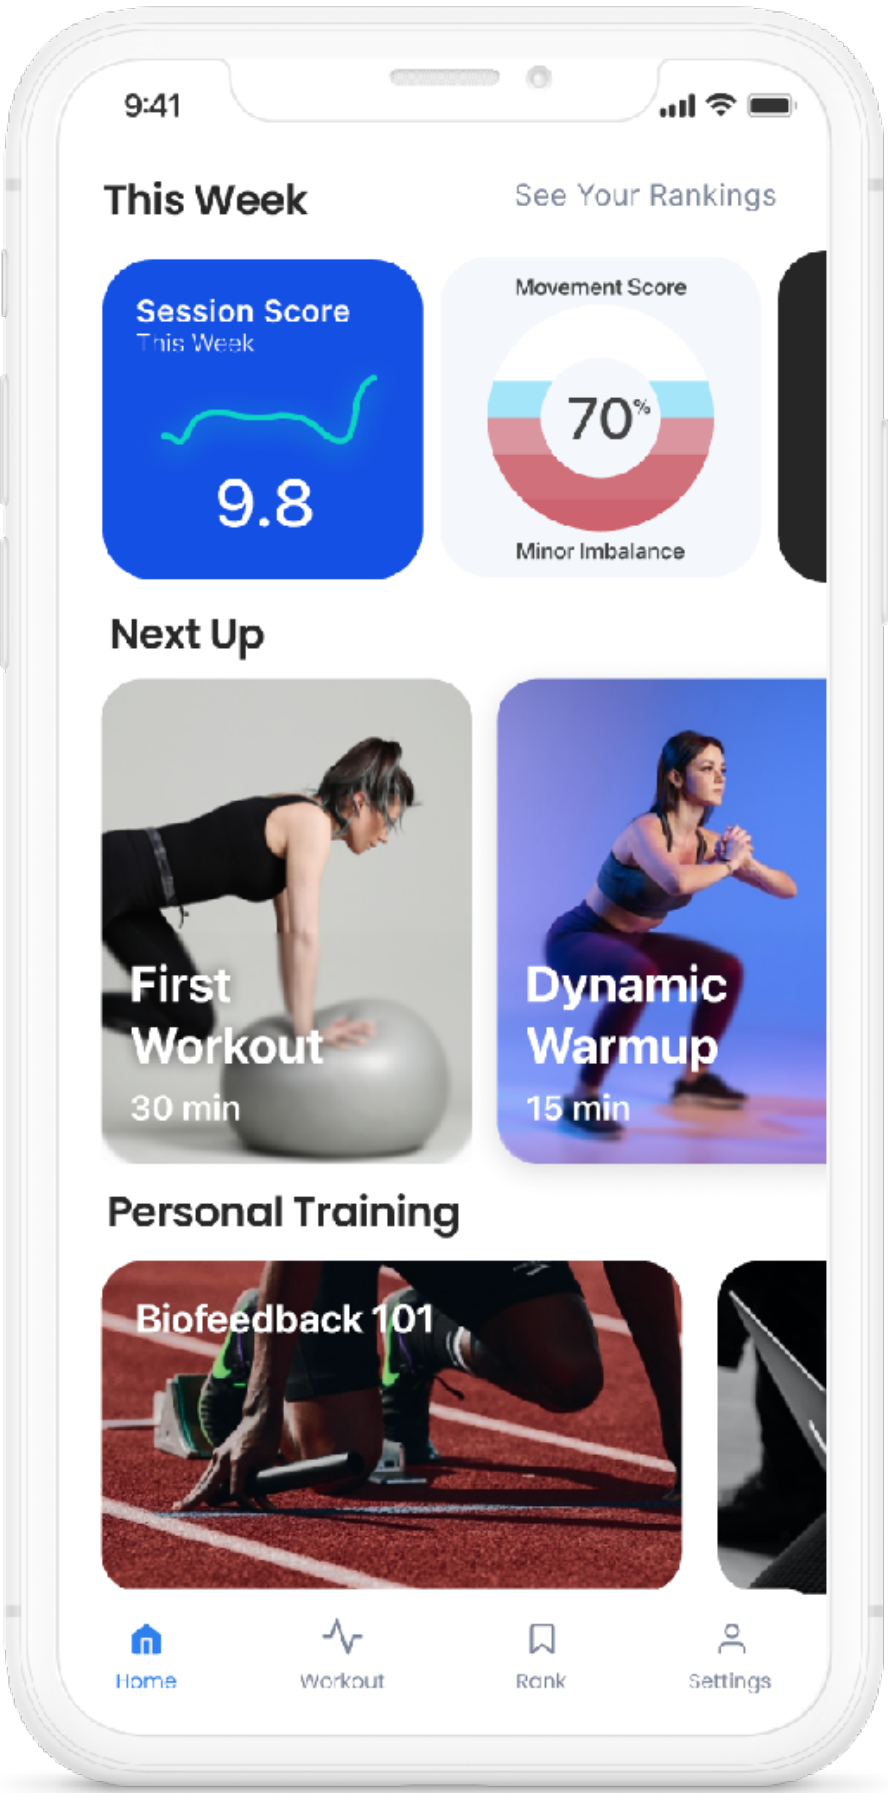 9:41
This Week
See Your Rankings
Session Score
This Week
9.8
Movement Score
70%
Minor Imbalance
Next Up
First
Workout
30 min
Dynamic
Warmup
15 min
Personal Training
Biofeedback 101
Home
Workout
Rank
Settings